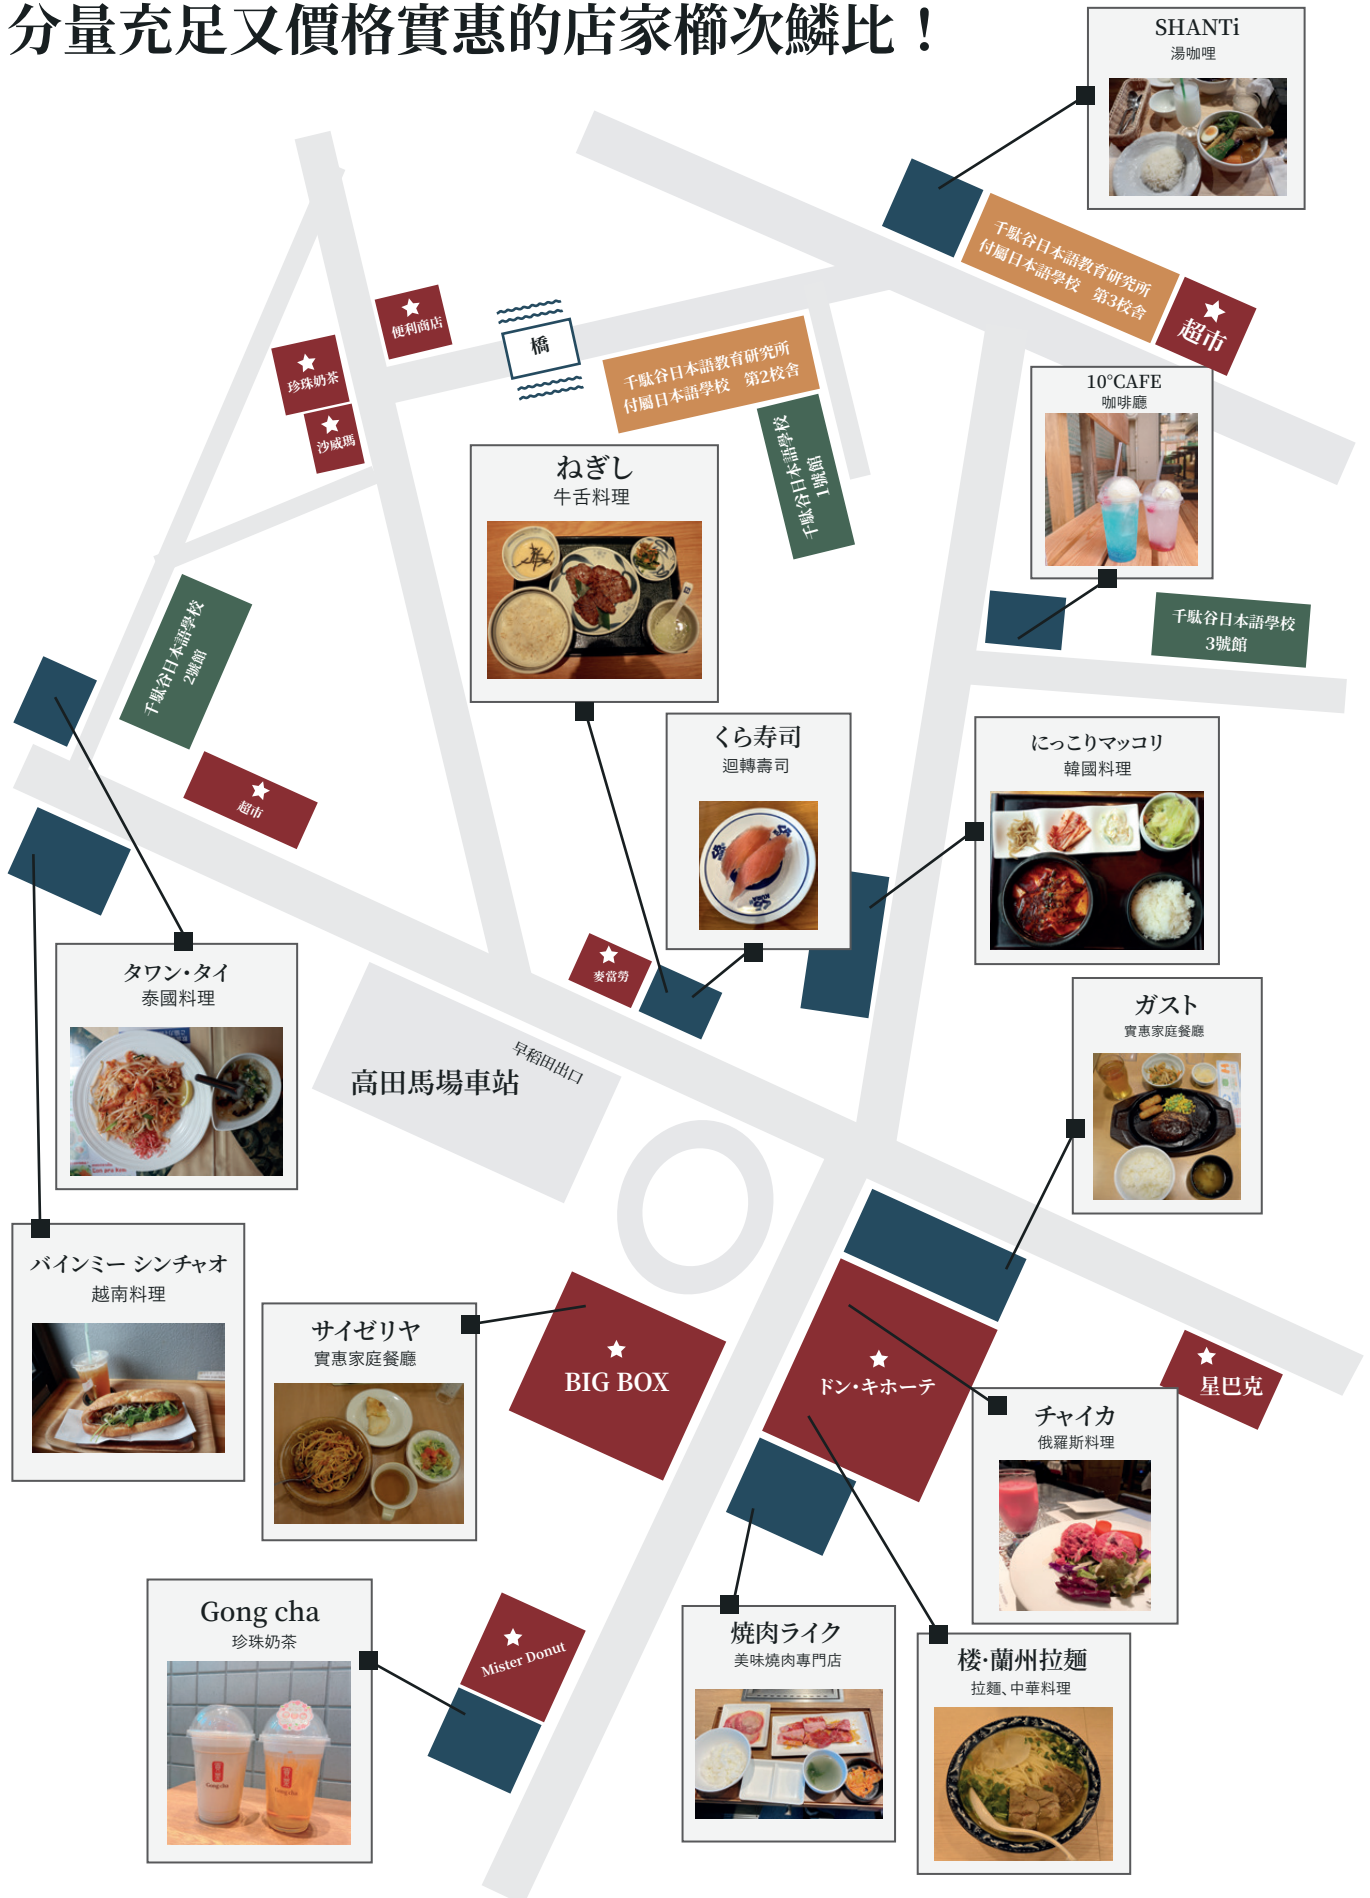 分量充足又價格實惠的店家櫛次鱗比！
SHANTi
湯咖哩
千駄谷日本語教育研究所
付屬日本語學校　第3校舍
超市
便利商店
橋
珍珠奶茶
沙威瑪
千駄谷日本語教育研究所
付屬日本語學校　第2校舍
10°CAFE
咖啡廳
千駄谷日本語學校
1號館
ねぎし
牛舌料理
千駄谷日本語學校
2號館
千駄谷日本語學校
3號館
超市
くら寿司
迴轉壽司
にっこりマッコリ
韓國料理
麥當勞
タワン・タイ
泰國料理
早稻田出口
高田馬場車站
ガスト
實惠家庭餐廳
バインミー シンチャオ
越南料理
サイゼリヤ
實惠家庭餐廳
BIG BOX
ドン・キホーテ
星巴克
チャイカ
俄羅斯料理
Gong cha
珍珠奶茶
Mister Donut
焼肉ライク
美味燒肉專門店
楼・蘭州拉麺
拉麵、中華料理